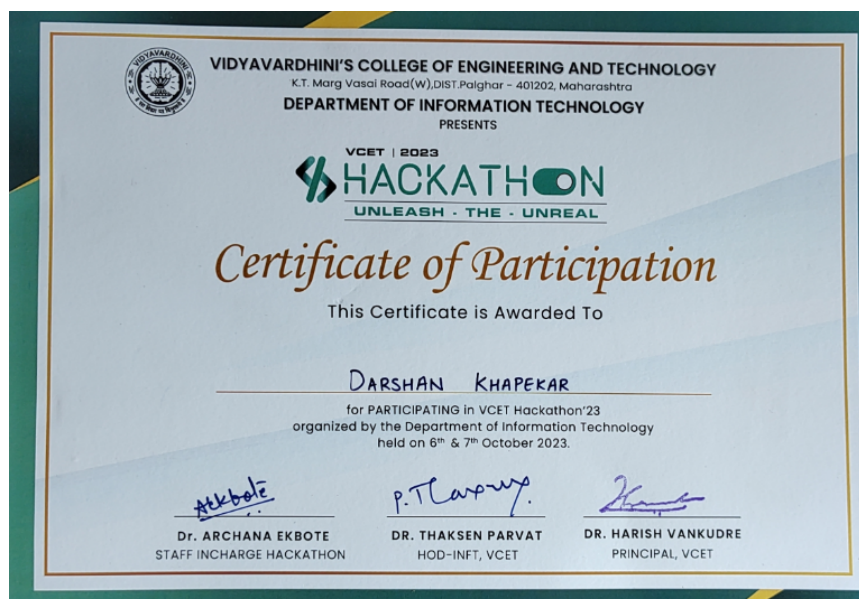 VIDYAVARDHINI
VIDYAVARDHINI'S COLLEGE OF ENGINEERING AND TECHNOLOGY
K.T. Marg Vasai Road(W),DIST.Palghar - 401202, Maharashtra
DEPARTMENT OF INFORMATION TECHNOLOGY
PRESENTS
VCET | 2023
HACKATHON
UNLEASH - THE - UNREAL
Certificate of Participation
This Certificate is Awarded To
DARSHAN KHAPEKAR
for PARTICIPATING in VCET Hackathon'23
organized by the Department of Information Technology
held on 6th & 7th October 2023.
Dr. ARCHANA EKBOTE
STAFF INCHARGE HACKATHON
DR. THAKSEN PARVAT
HOD-INFT, VCET
DR. HARISH VANKUDRE
PRINCIPAL, VCET